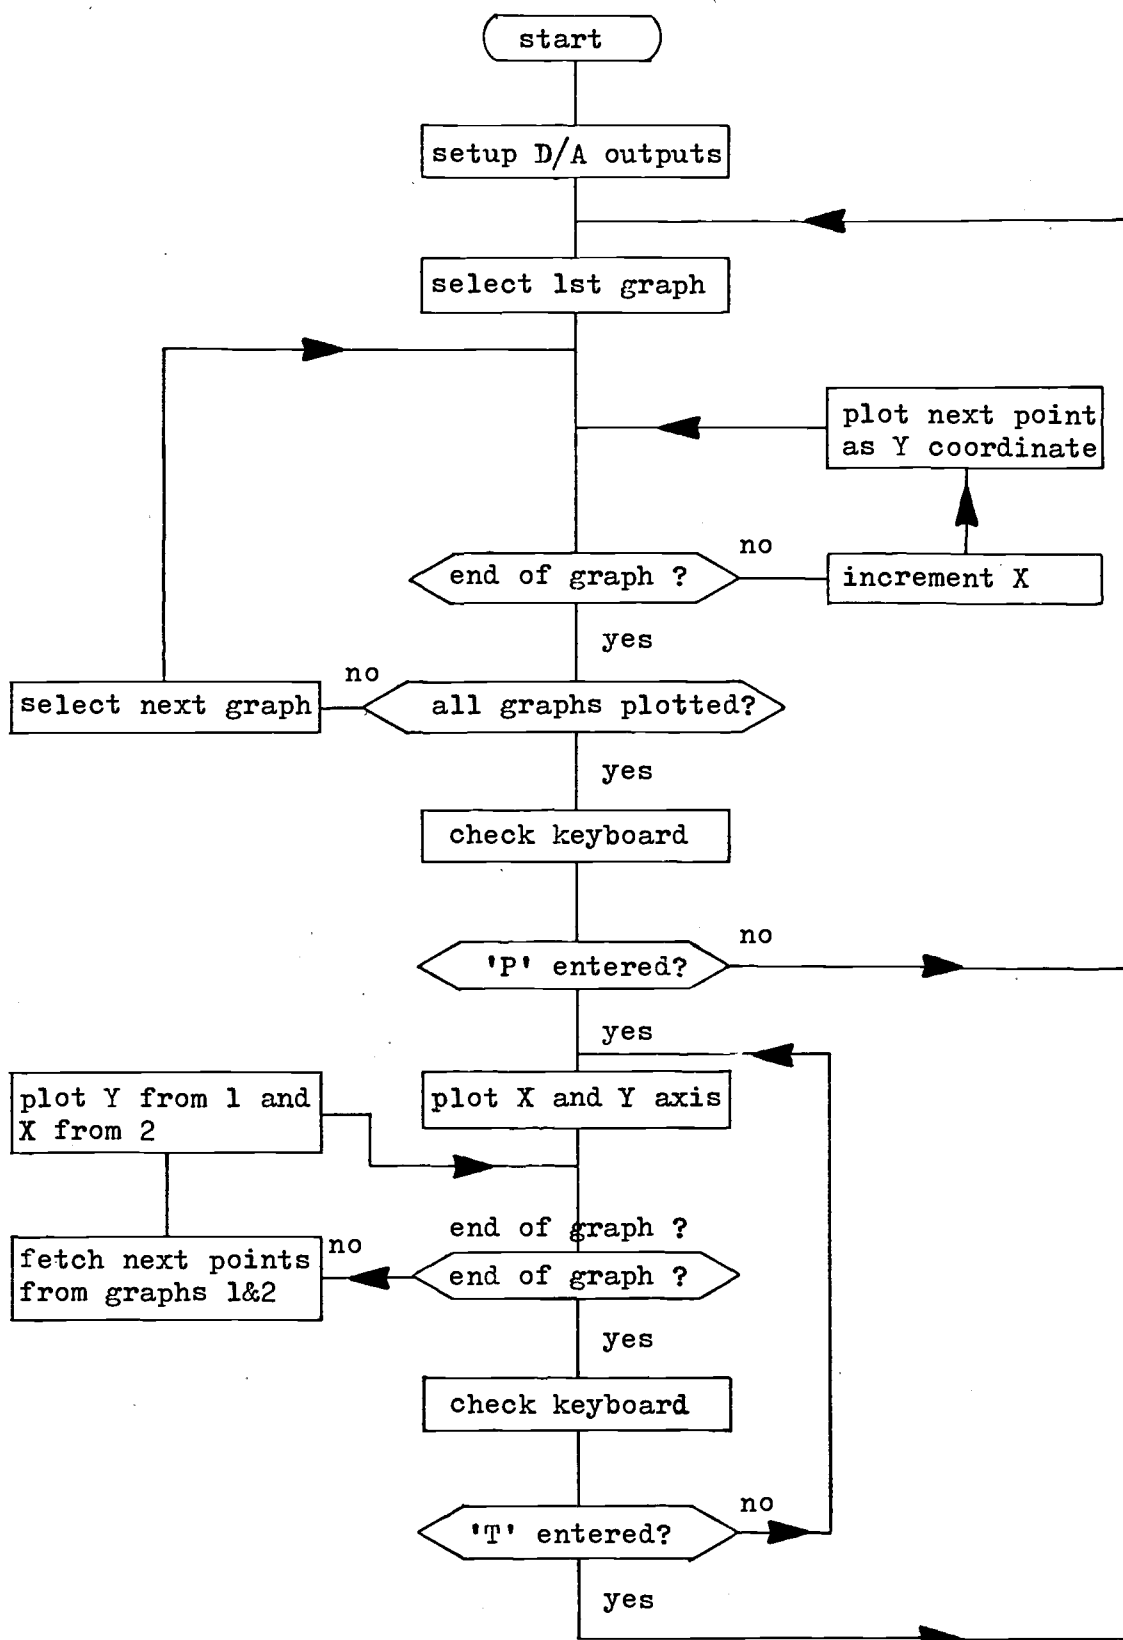 start
setup D/A outputs
select 1st graph
plot next point
as Y coordinate
no
end of graph ?
increment X
yes
no
select next graph
all graphs plotted?
yes
check keyboard
no
'P' entered?
yes
plot Y from 1 and
X from 2
plot X and Y axis
end of graph ?
no
fetch next points
from graphs 1&2
end of graph ?
yes
check keyboard
no
'T' entered?
yes